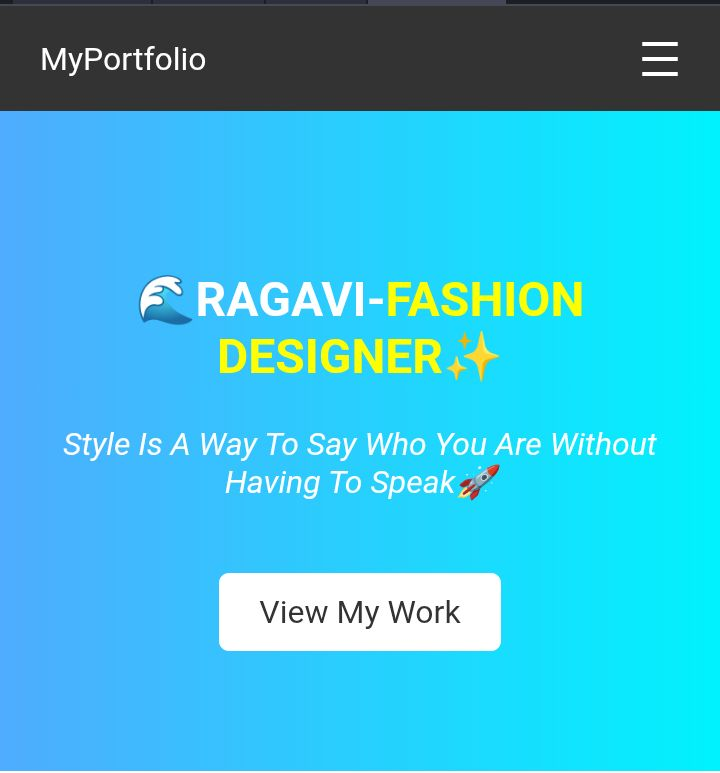 MyPortfolio ☰
🌊RAGAVI-FASHION
DESIGNER✨
Style Is A Way To Say Who You Are Without
Having To Speak🚀
View My Work